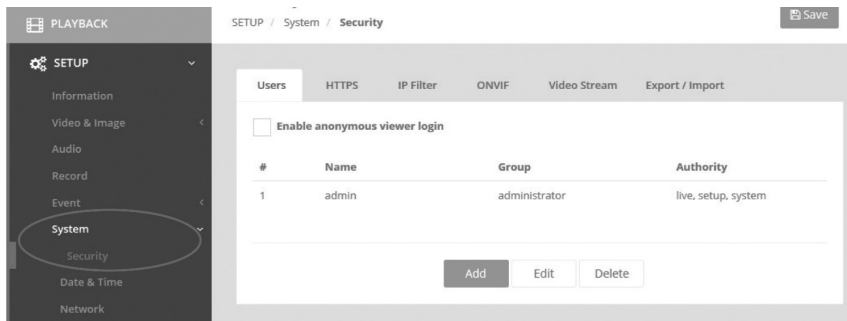 PLAYBACK
SETUP
Information
Video & Image
Audio
Record
Event
System
Security
Date & Time
Network
SETUP / System / Security
Save
Users HTTPS IP Filter ONVIF Video Stream Export / Import
Enable anonymous viewer login
# Name Group Authority
1 admin administrator live, setup, system
Add Edit Delete